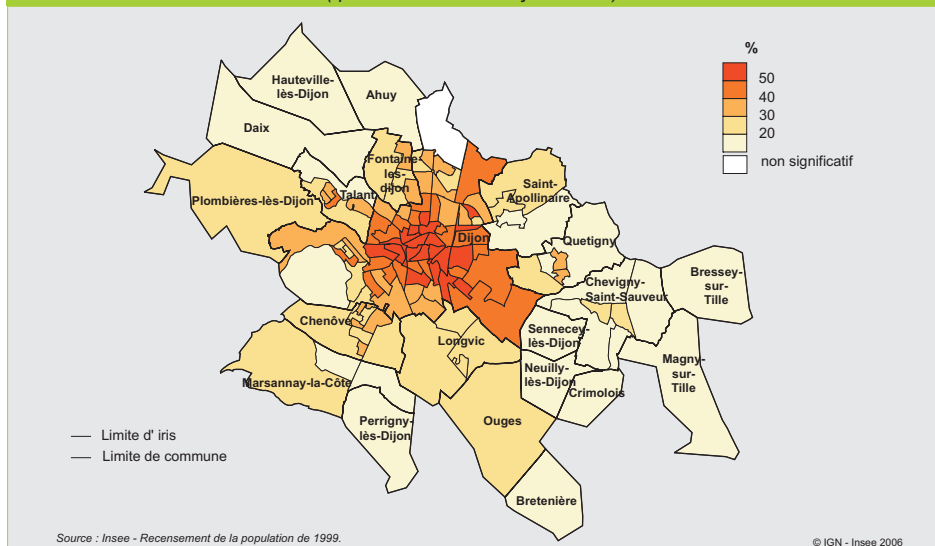 %
50
40
30
20
non significatif
Hauteville-
lès-Dijon
Ahuy
Daix
Fontaine-
les-
dijon
Talant
Plombières-lès-Dijon
Saint-
Apollinaire
Dijon
Quetigny
Chevigny-
Saint-Sauveur
Bressey-
sur-
Tille
Chenôve
Longvic
Sennecey-
lès-Dijon
Marsannay-la-Côte
Neuilly-
lès-Dijon
Crimolois
Magny-
sur-
Tille
Perrigny-
lès-Dijon
Ouges
Bretenière
Limite d' iris
Limite de commune
Source : Insee - Recensement de la population de 1999.
© IGN - Insee 2006